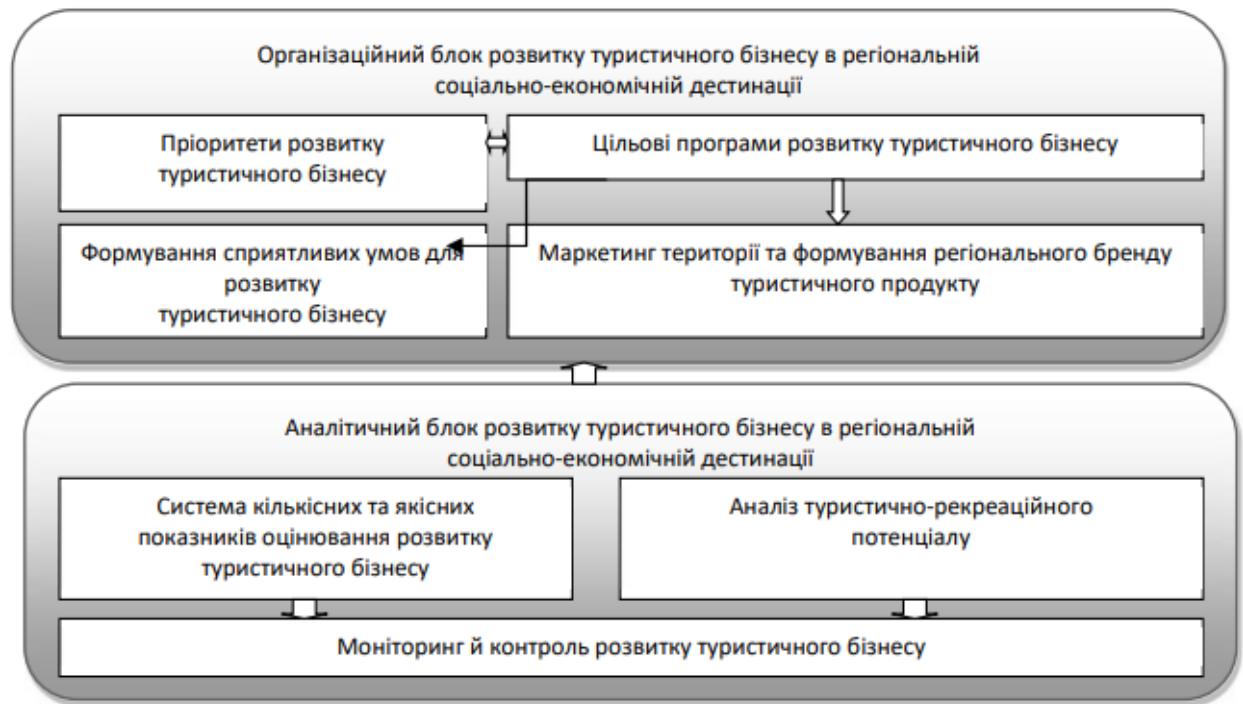 Організаційний блок розвитку туристичного бізнесу в регіональній
соціально-економічній дестинації
Пріоритети розвитку
туристичного бізнесу
Цільові програми розвитку туристичного бізнесу
Формування сприятливих умов для
розвитку
туристичного бізнесу
Маркетинг території та формування регіонального бренду
туристичного продукту
Аналітичний блок розвитку туристичного бізнесу в регіональній
соціально-економічній дестинації
Система кількісних та якісних
показників оцінювання розвитку
туристичного бізнесу
Аналіз туристично-рекреаційного
потенціалу
Моніторинг й контроль розвитку туристичного бізнесу